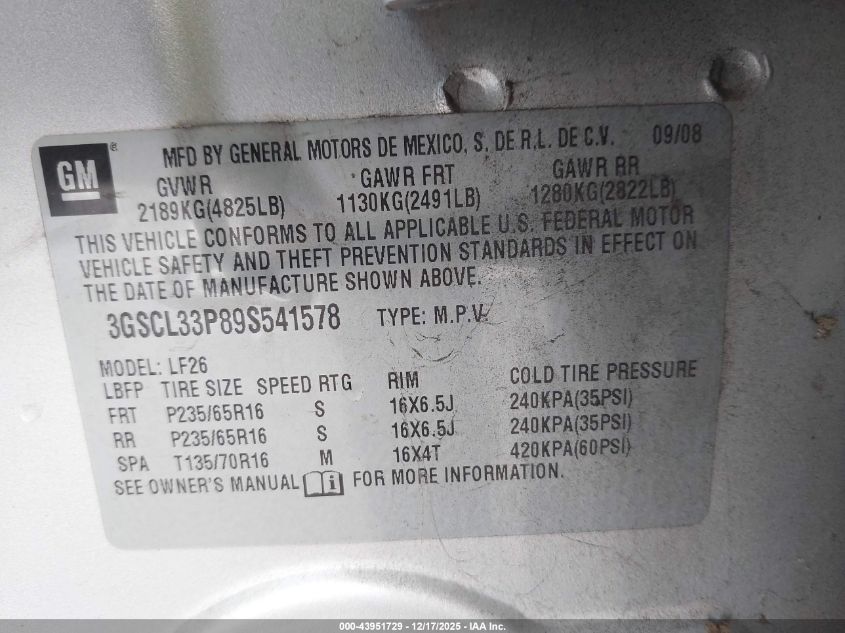 GM ® MFD BY GENERAL MOTORS DE MEXICO, S. DE R.L. DE C.V. 09/08
GVWR GAWR FRT GAWR RR
2189KG(4825LB) 1130KG(2491LB) 1280KG(2822LB)
THIS VEHICLE CONFORMS TO ALL APPLICABLE U.S. FEDERAL MOTOR
VEHICLE SAFETY AND THEFT PREVENTION STANDARDS IN EFFECT ON
THE DATE OF MANUFACTURE SHOWN ABOVE.
3GSCL33P89S541578 TYPE: M.P.V.
MODEL: LF26
LBFP TIRE SIZE SPEED RTG RIM COLD TIRE PRESSURE
FRT P235/65R16 S 16X6.5J 240KPA(35PSI)
RR P235/65R16 S 16X6.5J 240KPA(35PSI)
SPA T135/70R16 M 16X4T 420KPA(60PSI)
SEE OWNER'S MANUAL i FOR MORE INFORMATION.
000-43951729 - 12/17/2025 - IAA Inc.